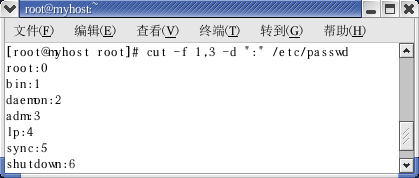 root@myhost:~
文件(F) 编辑(E) 查看(V) 终端(T) 转到(G) 帮助(H)
[root@myhost root]# cut -f 1,3 -d ":" /etc/passwd
root:0
bin:1
daemon:2
adm:3
lp:4
sync:5
shutdown:6